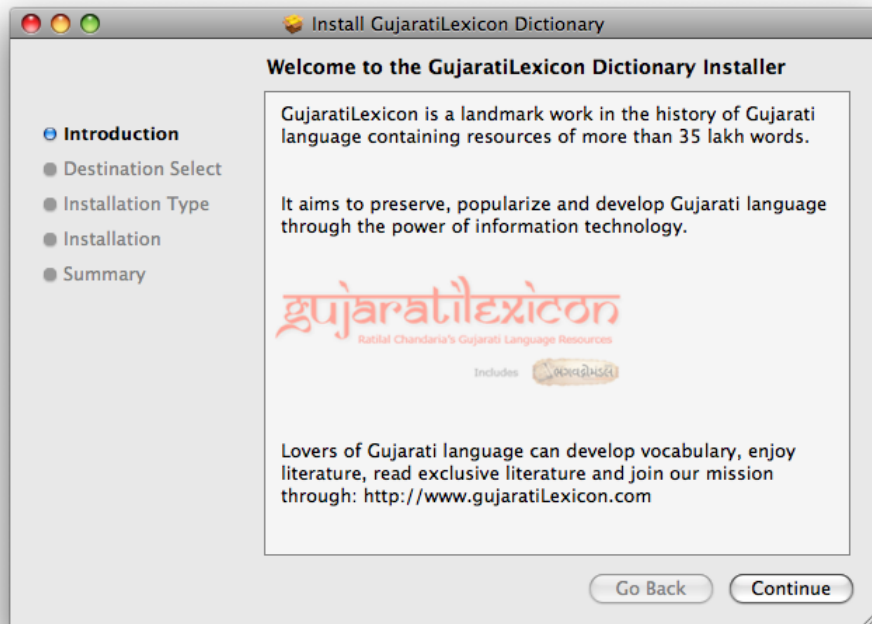 Install GujaratiLexicon Dictionary
Welcome to the GujaratiLexicon Dictionary Installer
Introduction
Destination Select
Installation Type
Installation
Summary
GujaratiLexicon is a landmark work in the history of Gujarati
language containing resources of more than 35 lakh words.
It aims to preserve, popularize and develop Gujarati language
through the power of information technology.
gujaratilexicon
Ratilal Chandaria's Gujarati Language Resources
Includes ભગવદ્ગોમંડલ
Lovers of Gujarati language can develop vocabulary, enjoy
literature, read exclusive literature and join our mission
through: http://www.gujaratiLexicon.com
Go Back
Continue